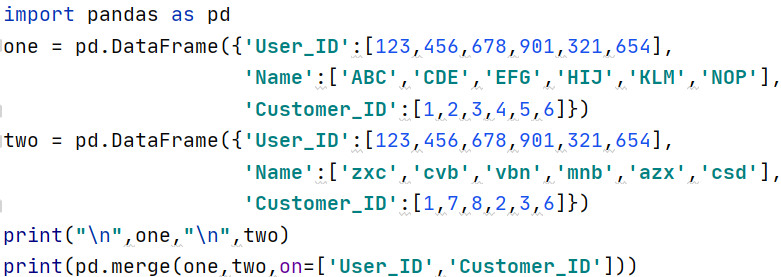 import pandas as pd
one = pd.DataFrame({'User_ID':[123,456,678,901,321,654],
'Name':['ABC','CDE','EFG','HIJ','KLM','NOP'],
'Customer_ID':[1,2,3,4,5,6]})
two = pd.DataFrame({'User_ID':[123,456,678,901,321,654],
'Name':['zxc','cvb','vbn','mnb','azx','csd'],
'Customer_ID':[1,7,8,2,3,6]})
print("\n",one,"\n",two)
print(pd.merge(one,two,on=['User_ID','Customer_ID']))